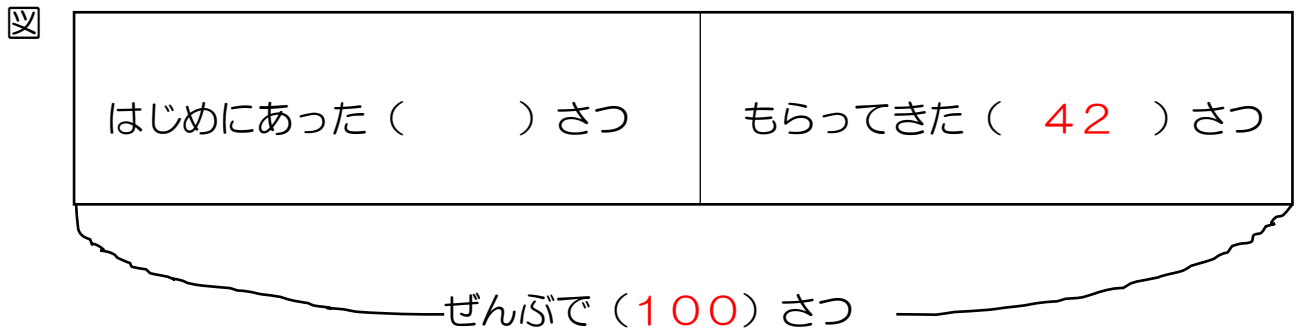 図
はじめにあった（　　　）さつ
もらってきた（　４２　）さつ
ぜんぶで（１００）さつ